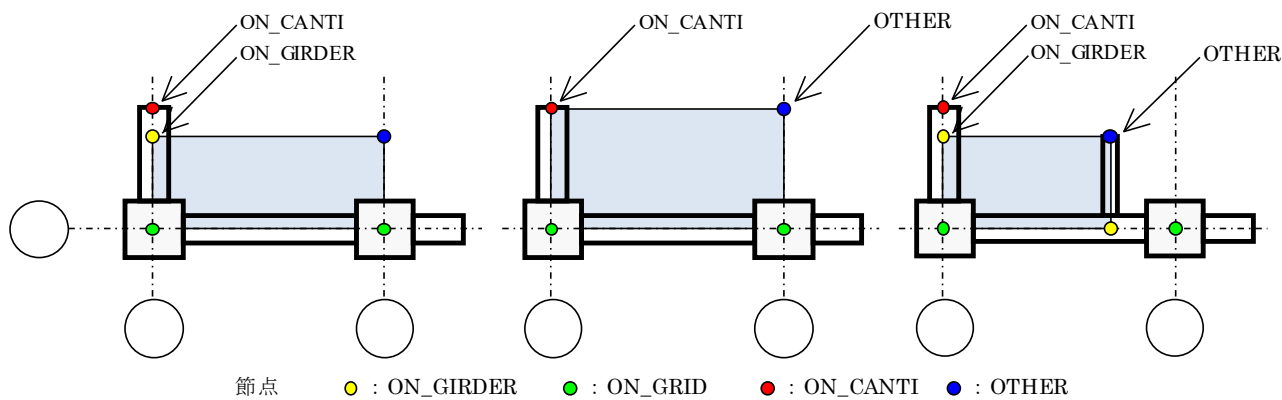 ON_CANTI
ON_GIRDER
ON_CANTI
OTHER
ON_CANTI
ON_GIRDER
OTHER
節点 : ON_GIRDER : ON_GRID : ON_CANTI : OTHER